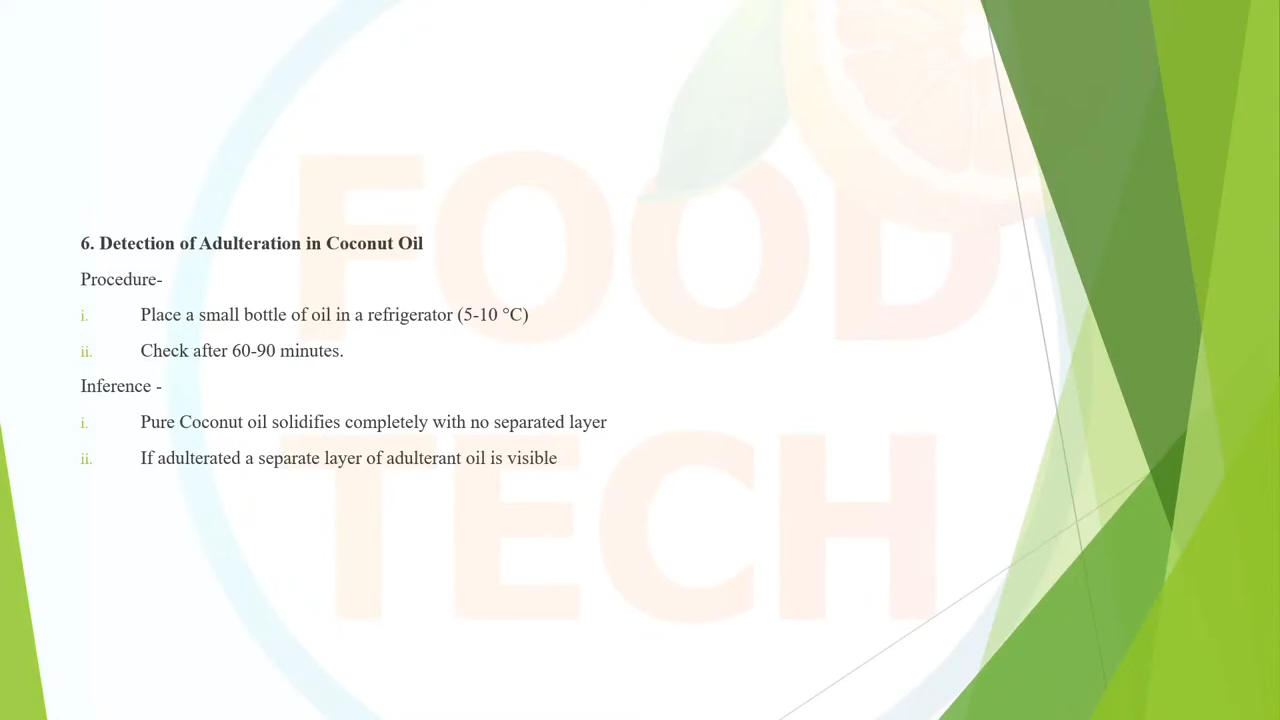 FOOD
TECH
6. Detection of Adulteration in Coconut Oil
Procedure-
i. Place a small bottle of oil in a refrigerator (5-10 °C)
ii. Check after 60-90 minutes.
Inference -
i. Pure Coconut oil solidifies completely with no separated layer
ii. If adulterated a separate layer of adulterant oil is visible